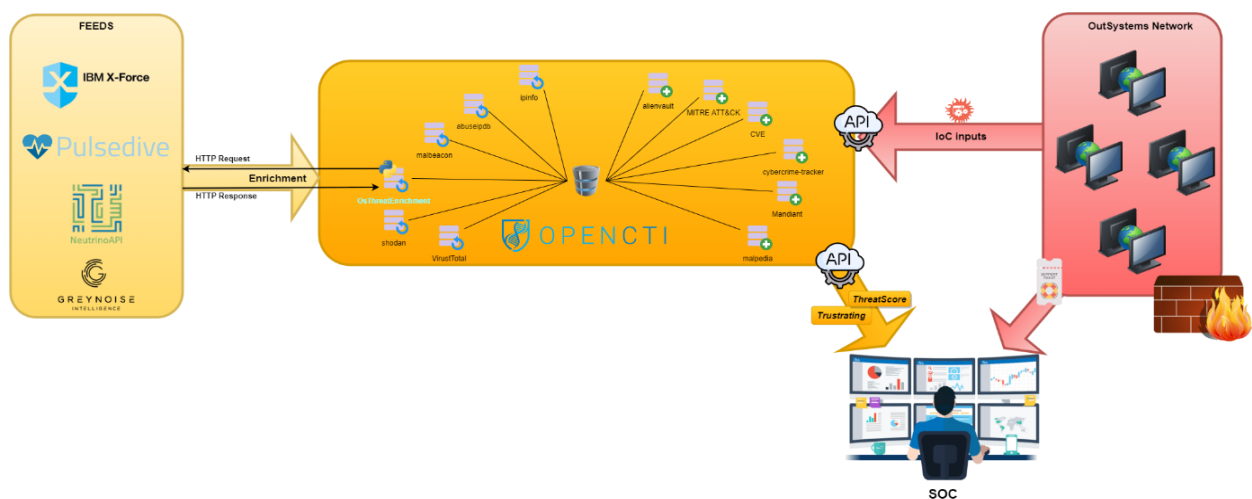 FEEDS
IBM X-Force
Pulsedive
NeutrinoAPI
GREYNOISE
INTELLIGENCE
HTTP Request
Enrichment
HTTP Response
ipinfo
abuseipdb
malbeacon
OsThreatEnrichment
shodan
VirustTotal
alienvault
MITRE ATT&CK
CVE
cybercrime-tracker
Mandiant
malpedia
OPENCTI
API
IoC inputs
OutSystems Network
API
ThreatScore
Trustrating
SOC